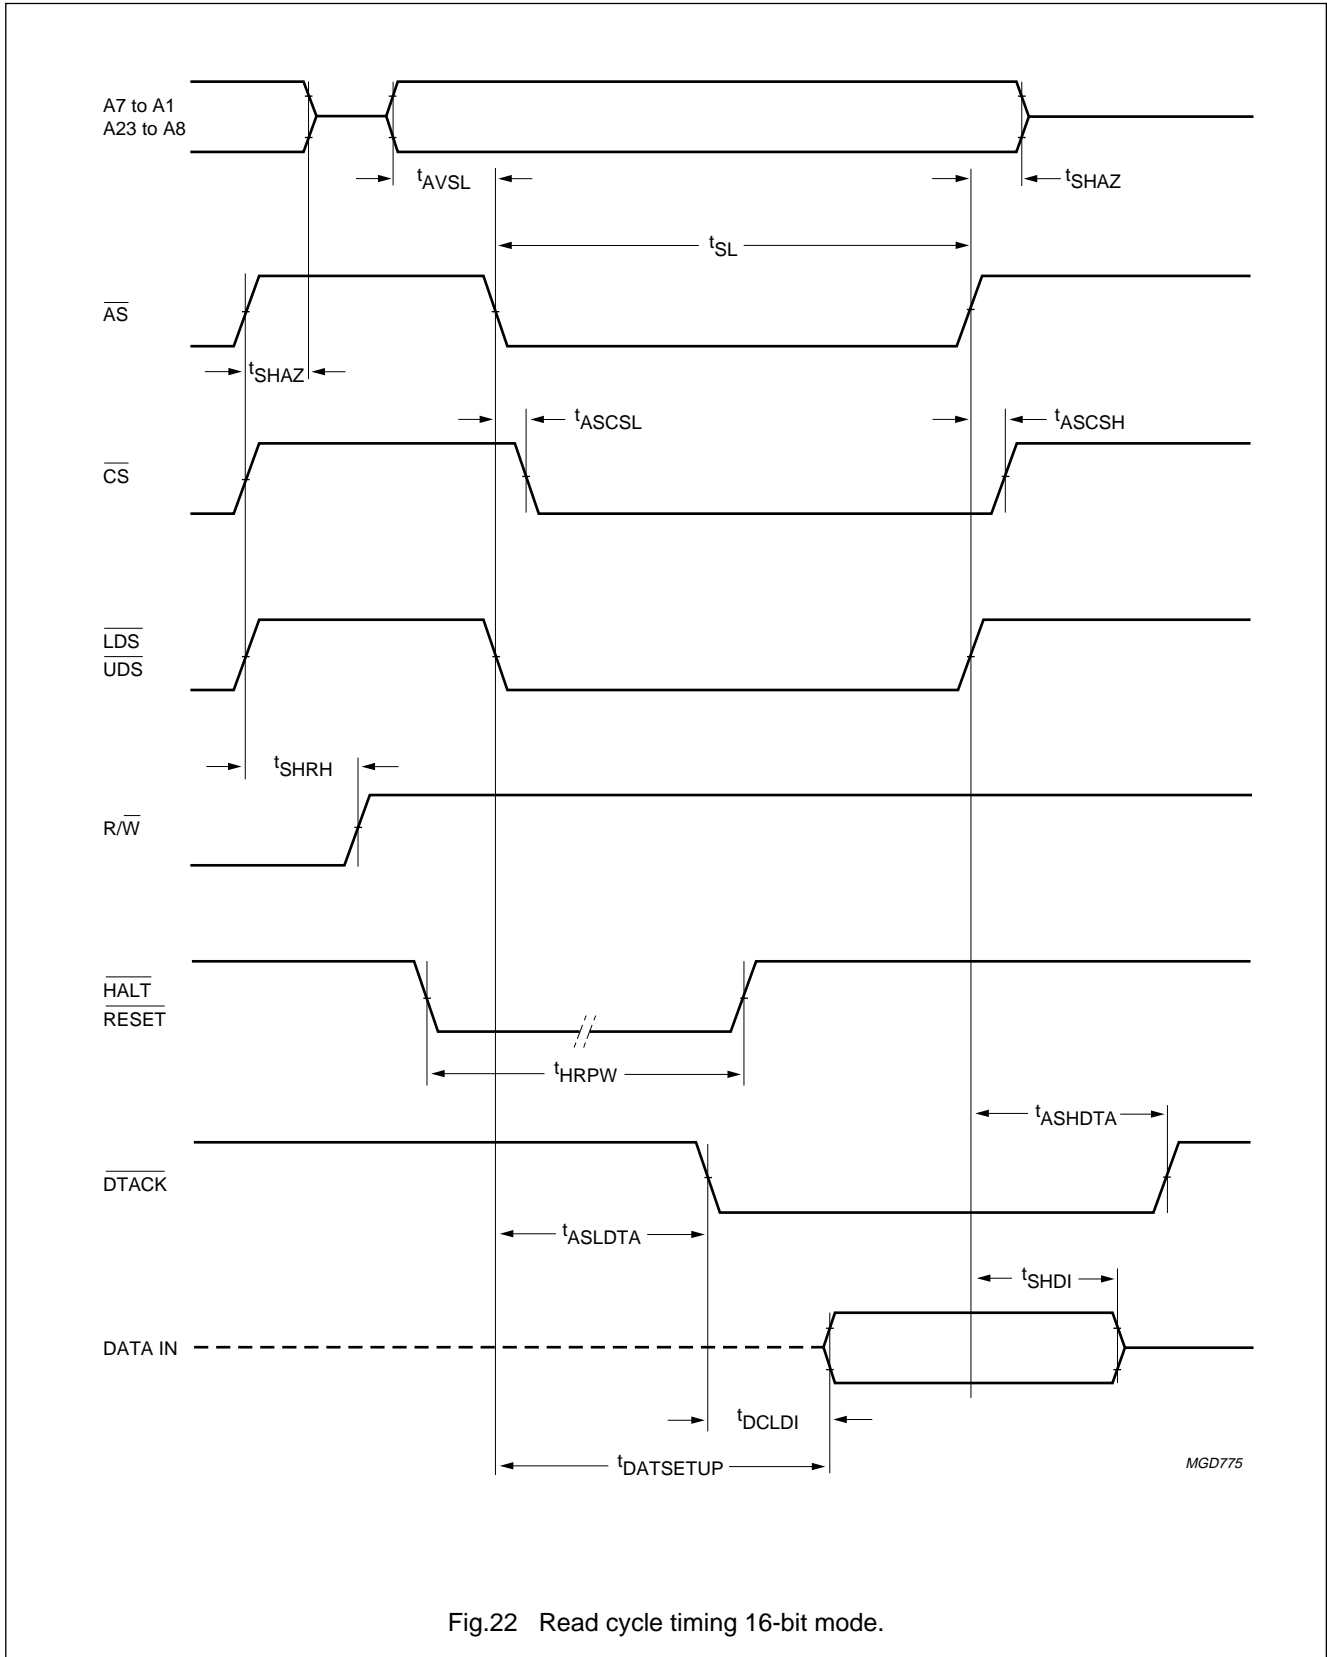 A7 to A1
A23 to A8
tAVSL
tSHAZ
tSL
AS
tSHAZ
tASCSL
tASCSH
CS
LDS
UDS
tSHRH
R/W
HALT
RESET
tHRPW
tASHDTA
DTACK
tASLDTA
tSHDI
DATA IN
tDCLDI
tDATSETUP
MGD775
Fig.22 Read cycle timing 16-bit mode.